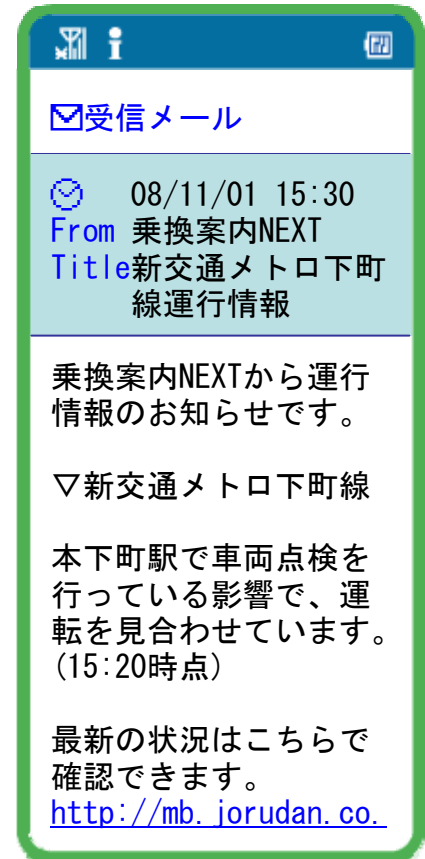 受信メール
08/11/01 15:30
From 乗換案内NEXT
Title新交通メトロ下町
線運行情報
乗換案内NEXTから運行
情報のお知らせです。
▽新交通メトロ下町線
本下町駅で車両点検を
行っている影響で、運
転を見合わせています。
(15:20時点)
最新の状況はこちらで
確認できます。
http://mb.jorudan.co.